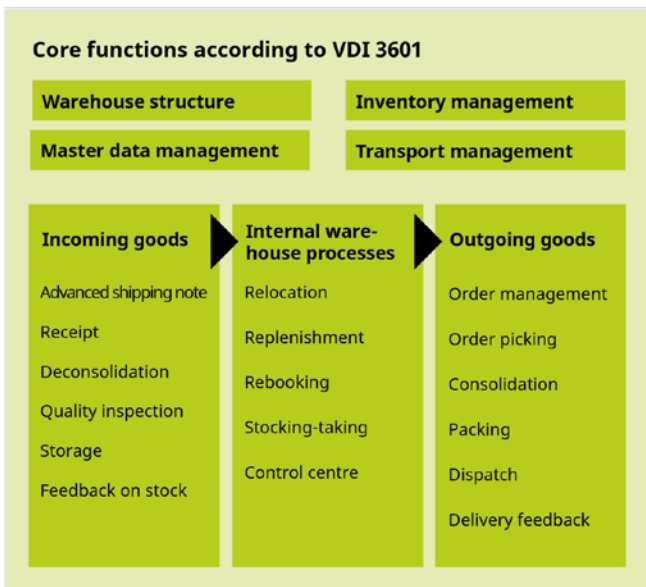 Core functions according to VDI 3601
Warehouse structure
Inventory management
Master data management
Transport management
Incoming goods
Advanced shipping note
Receipt
Deconsolidation
Quality inspection
Storage
Feedback on stock
Internal ware-
house processes
Relocation
Replenishment
Rebooking
Stocking-taking
Control centre
Outgoing goods
Order management
Order picking
Consolidation
Packing
Dispatch
Delivery feedback